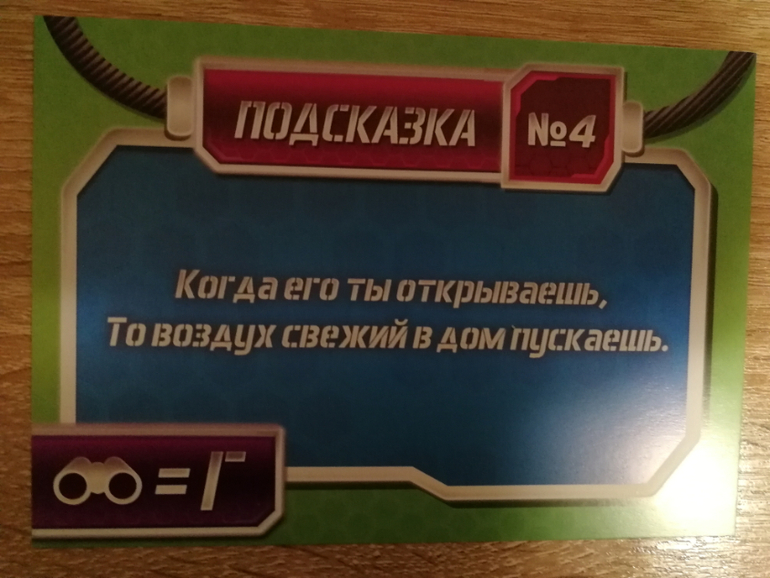 ПОДСКАЗКА №4
Когда его ты открываешь,
То воздух свежий в дом пускаешь.
= Г